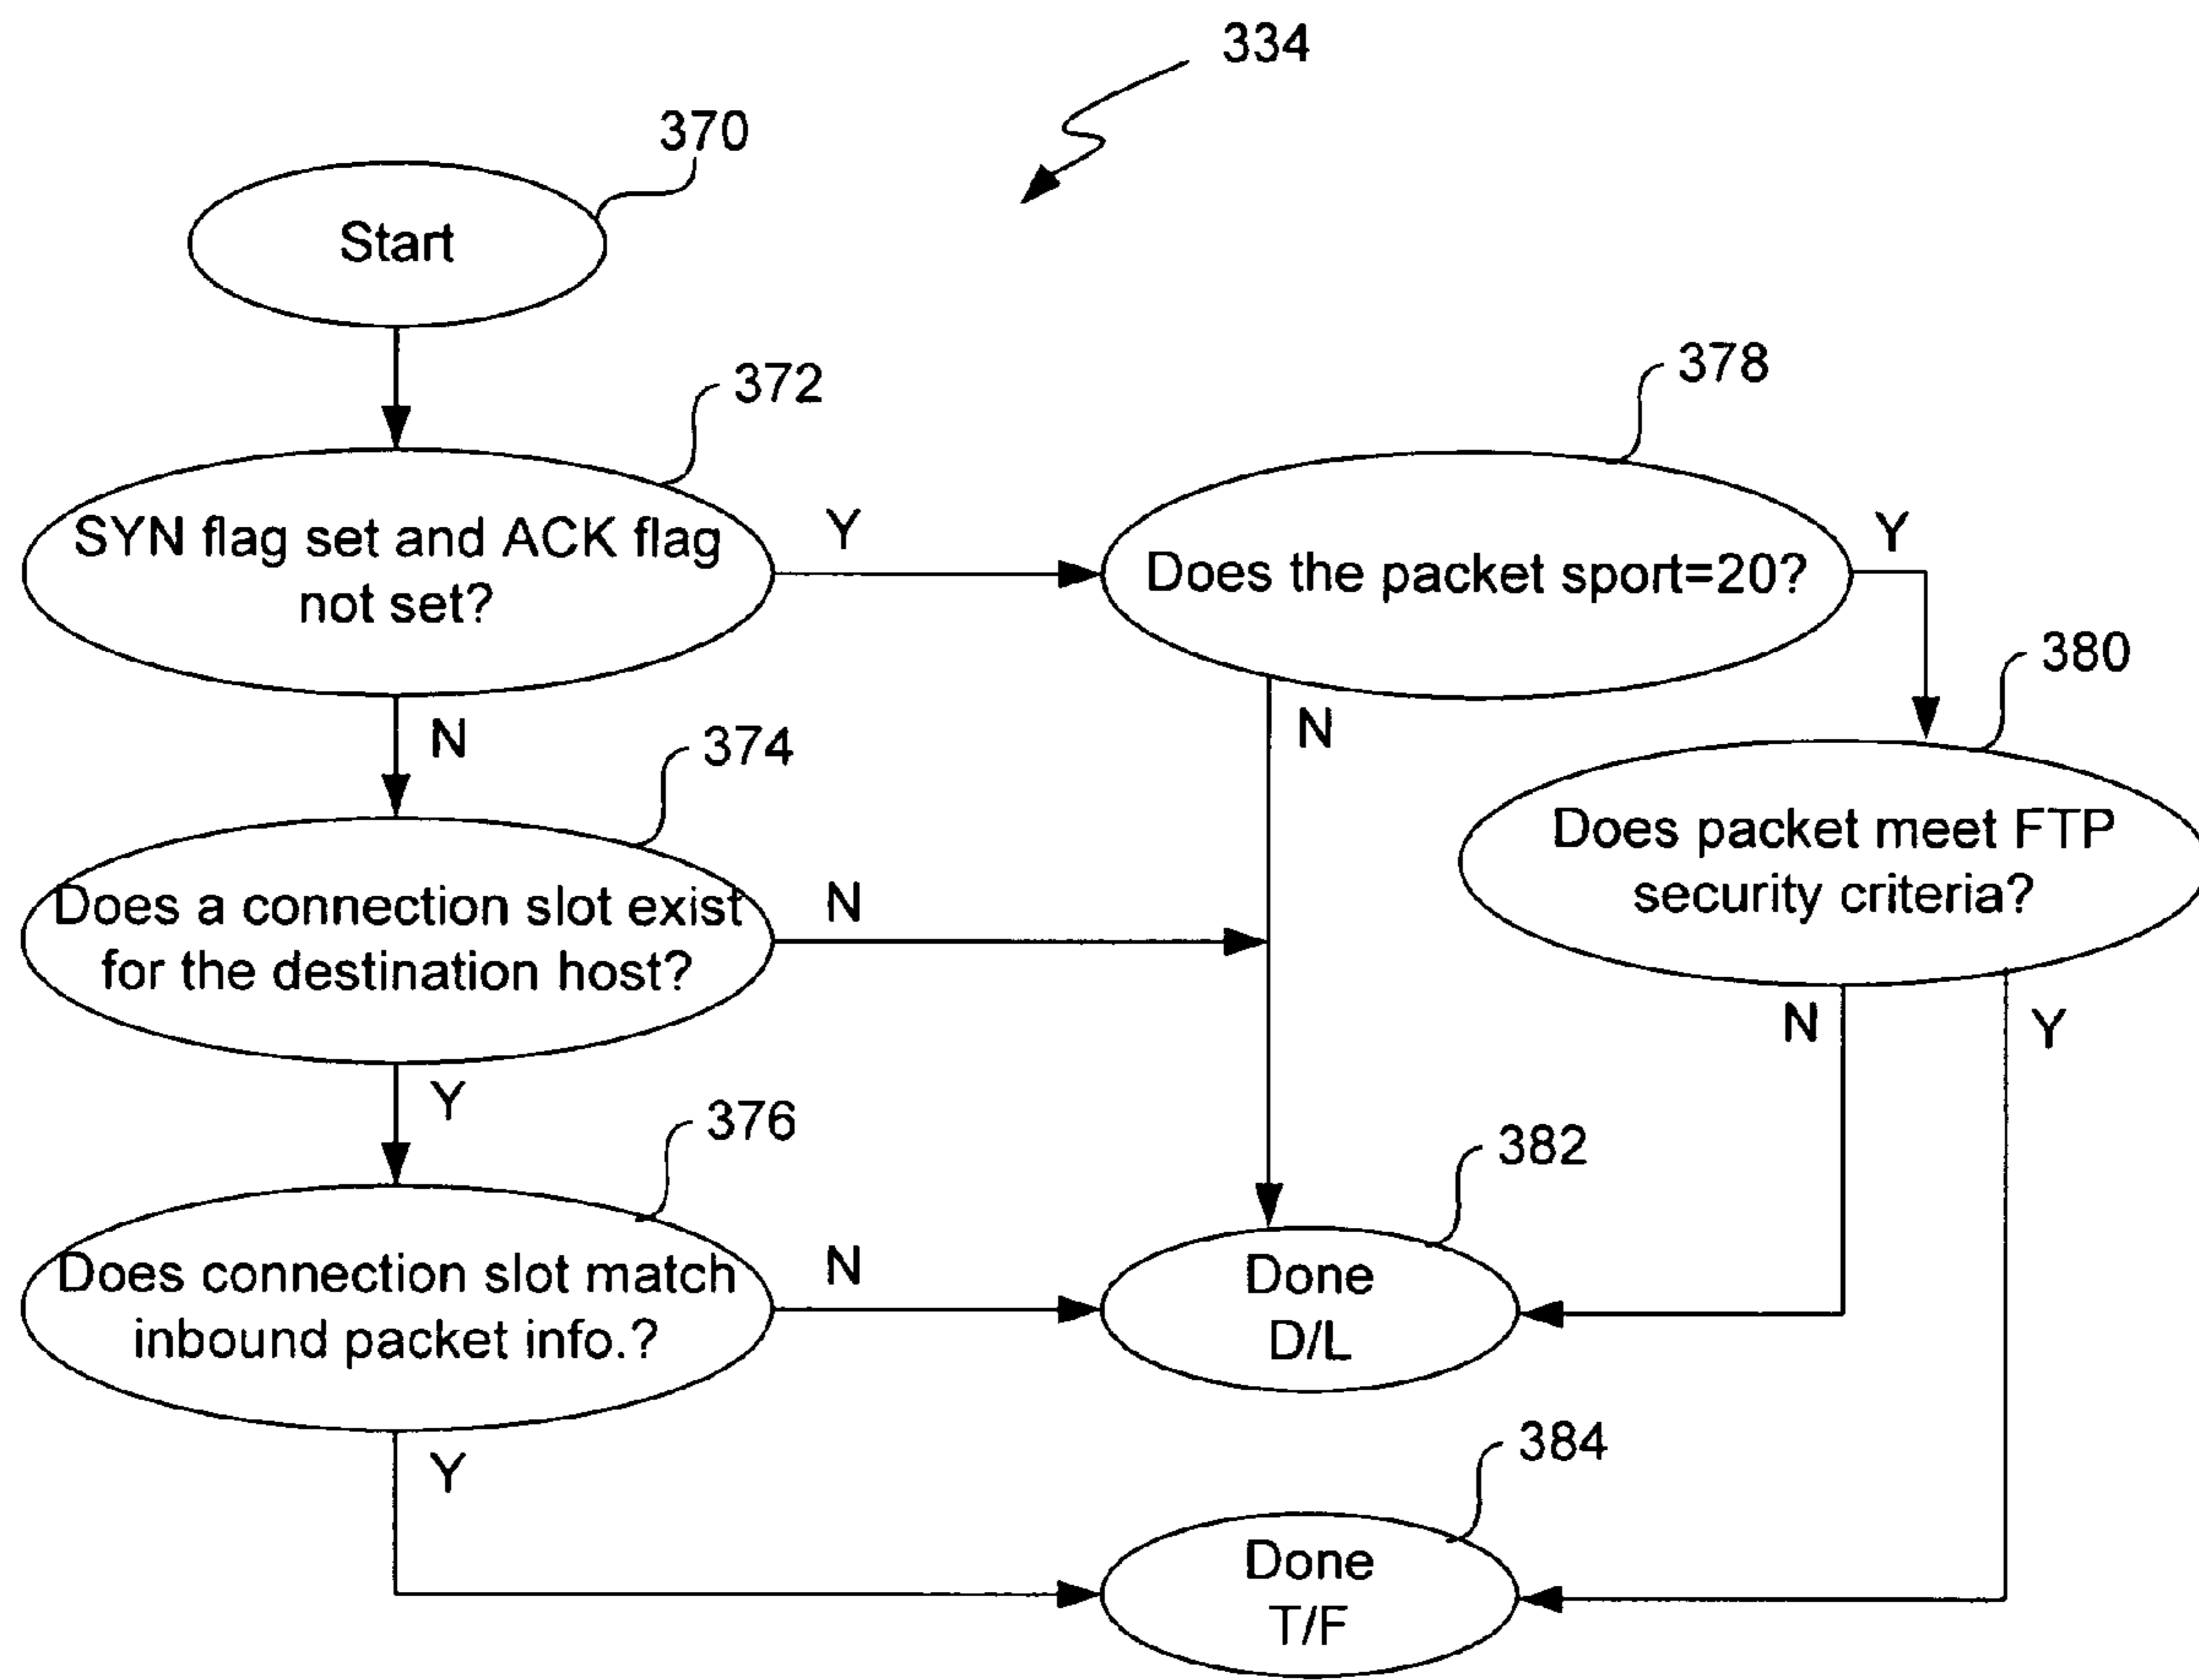 334
370
Start
372
SYN flag set and ACK flag
not set?
Y
N
378
Does the packet sport=20?
Y
N
380
Does packet meet FTP
security criteria?
N
Y
374
Does a connection slot exist
for the destination host?
N
Y
376
Does connection slot match
inbound packet info.?
N
Y
382
Done
D/L
384
Done
T/F